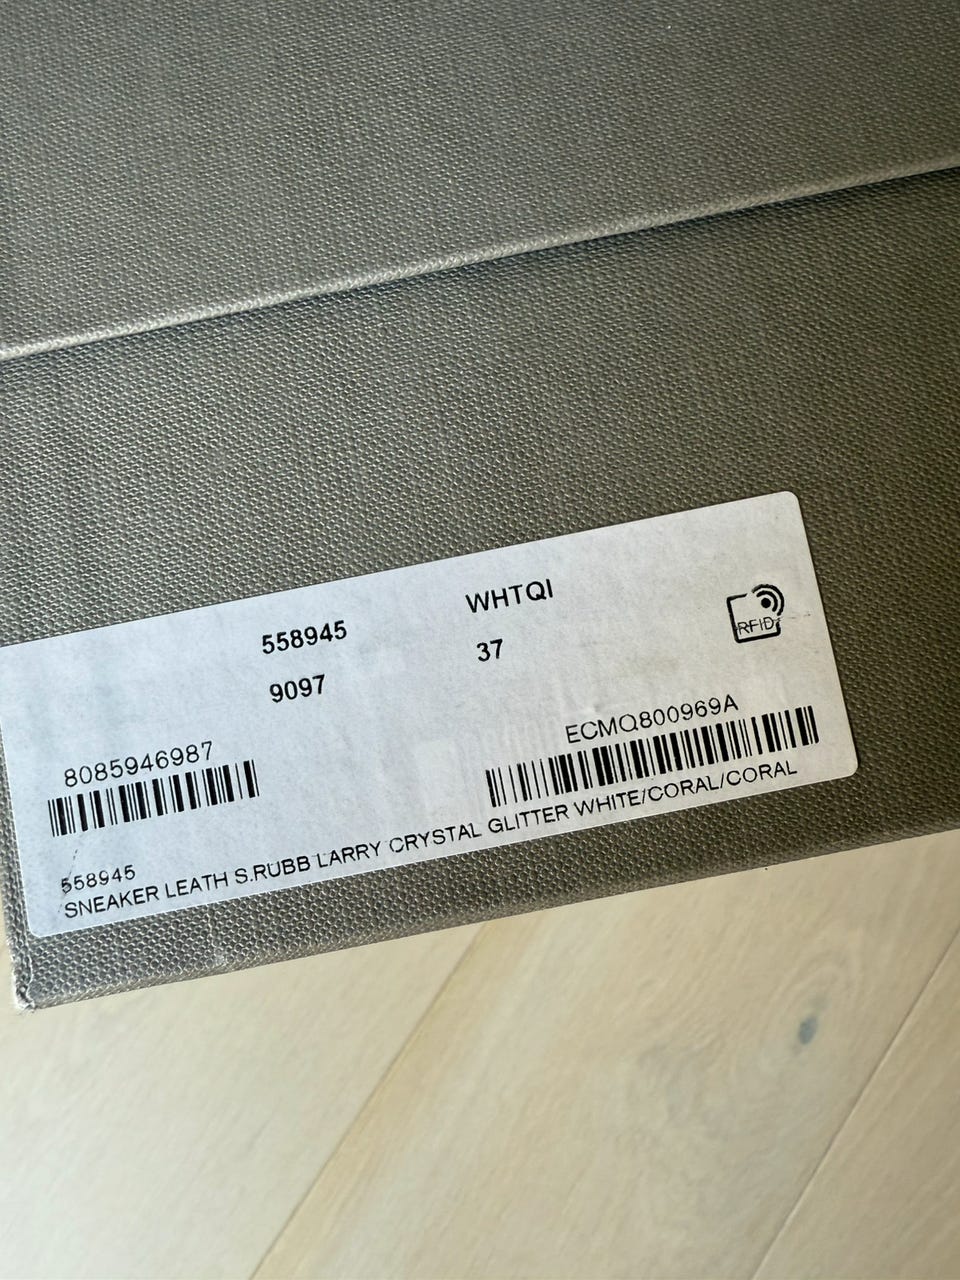 558945 WHTQI
9097 37
RFID
8085946987 ECMQ800969A
558945
SNEAKER LEATH S.RUBB LARRY CRYSTAL GLITTER WHITE/CORAL/CORAL